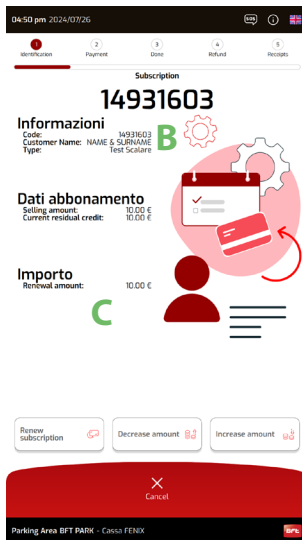 04:50 pm 2024/07/26 SOS i
1 2 3 4 5
Identification Payment Done Refund Receipts
Subscription
14931603
Informazioni
Code: 14931603
Customer Name: NAME & SURNAME
Type: Test Scalare
B
Dati abbonamento
Selling amount: 10.00 €
Current residual credit: 10.00 €
Importo
Renewal amount: 10.00 €
C
Renew subscription
Decrease amount
Increase amount
Cancel
Parking Area BFT PARK - Cassa FENIX BFT